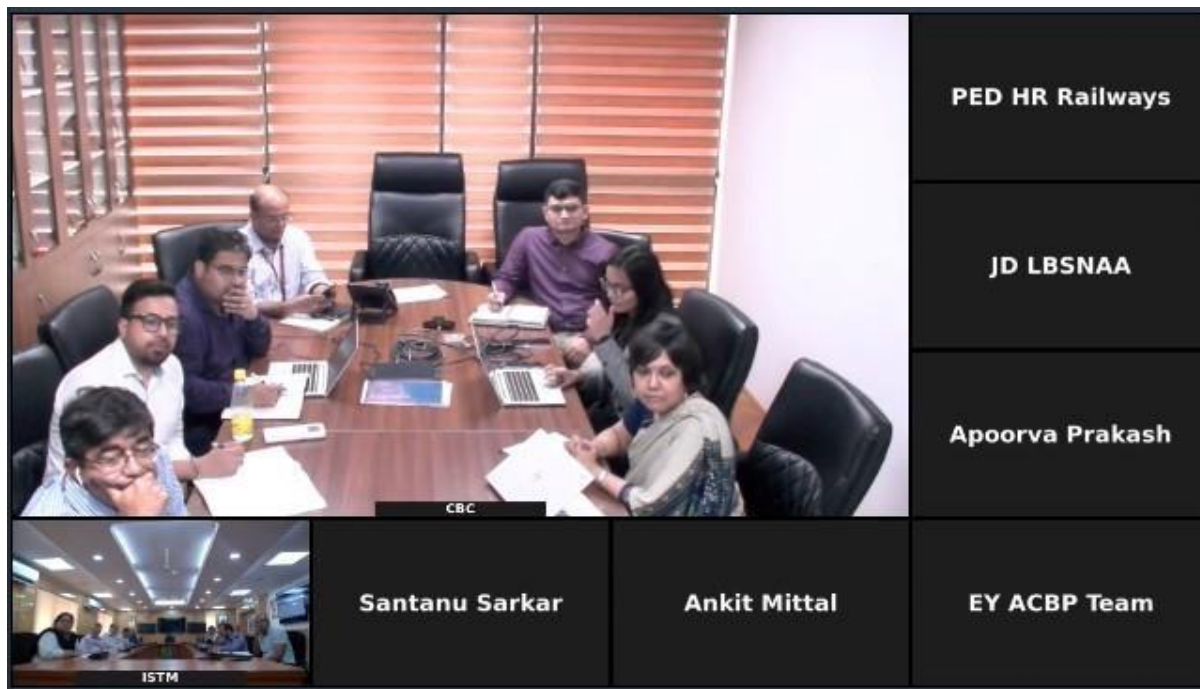 PED HR Railways
JD LBSNAA
Apoorva Prakash
CBC
Santanu Sarkar
Ankit Mittal
EY ACBP Team
ISTM